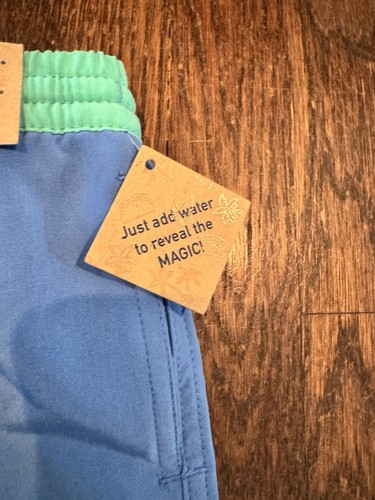 Just add water
to reveal the
MAGIC!